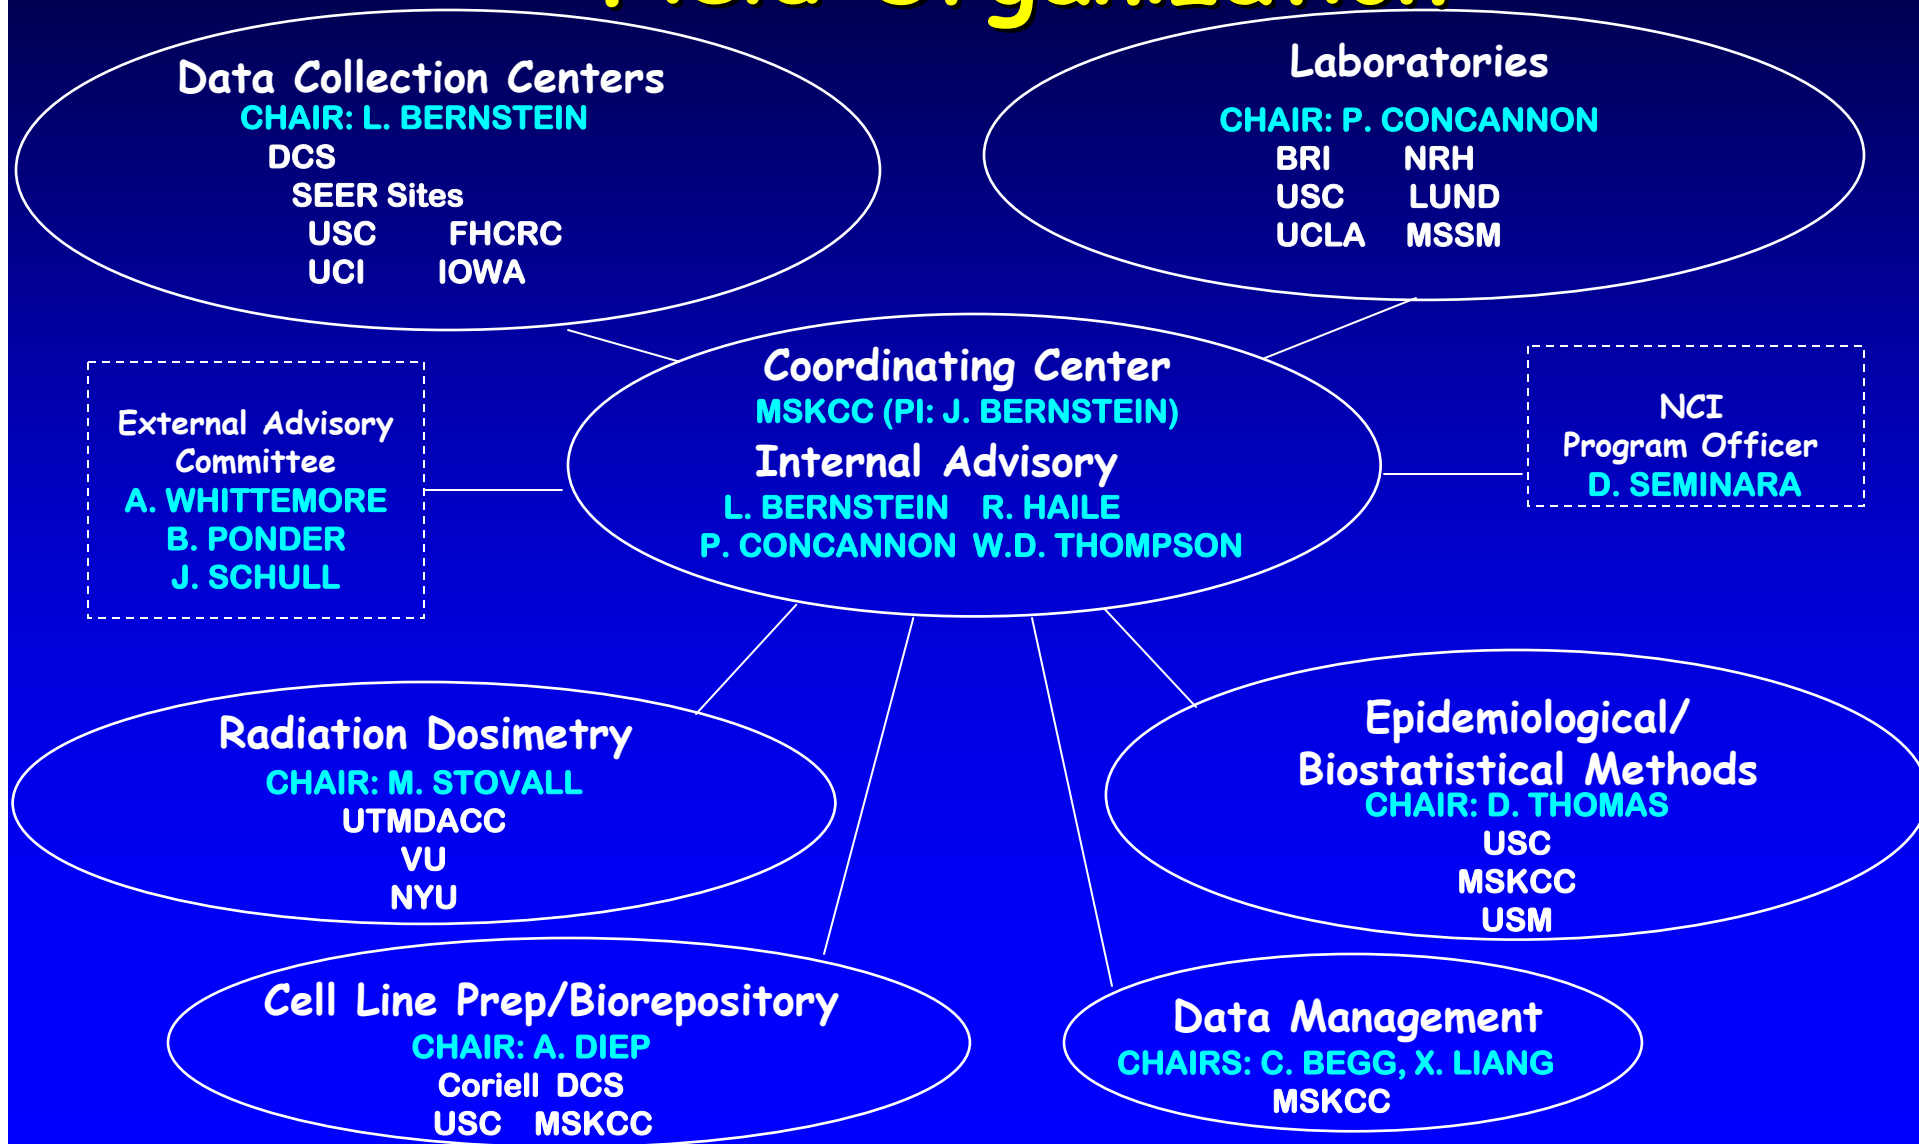 Field Organization
Data Collection Centers
CHAIR: L. BERNSTEIN
DCS
SEER Sites
USC FHCRC
UCI IOWA
Laboratories
CHAIR: P. CONCANNON
BRI NRH
USC LUND
UCLA MSSM
Coordinating Center
MSKCC (PI: J. BERNSTEIN)
Internal Advisory
L. BERNSTEIN R. HAILE
P. CONCANNON W.D. THOMPSON
External Advisory
Committee
A. WHITTEMORE
B. PONDER
J. SCHULL
NCI
Program Officer
D. SEMINARA
Radiation Dosimetry
CHAIR: M. STOVALL
UTMDACC
VU
NYU
Epidemiological/
Biostatistical Methods
CHAIR: D. THOMAS
USC
MSKCC
USM
Cell Line Prep/Biorepository
CHAIR: A. DIEP
Coriell DCS
USC MSKCC
Data Management
CHAIRS: C. BEGG, X. LIANG
MSKCC